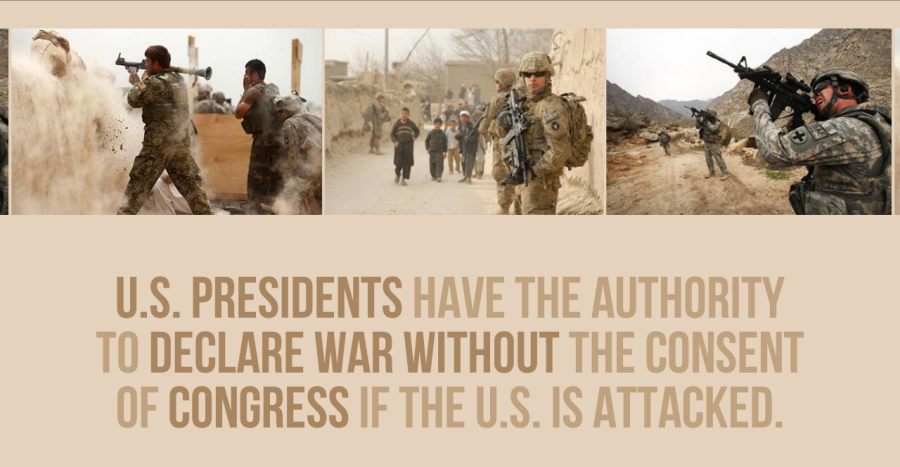 U.S. PRESIDENTS HAVE THE AUTHORITY
TO DECLARE WAR WITHOUT THE CONSENT
OF CONGRESS IF THE U.S. IS ATTACKED.